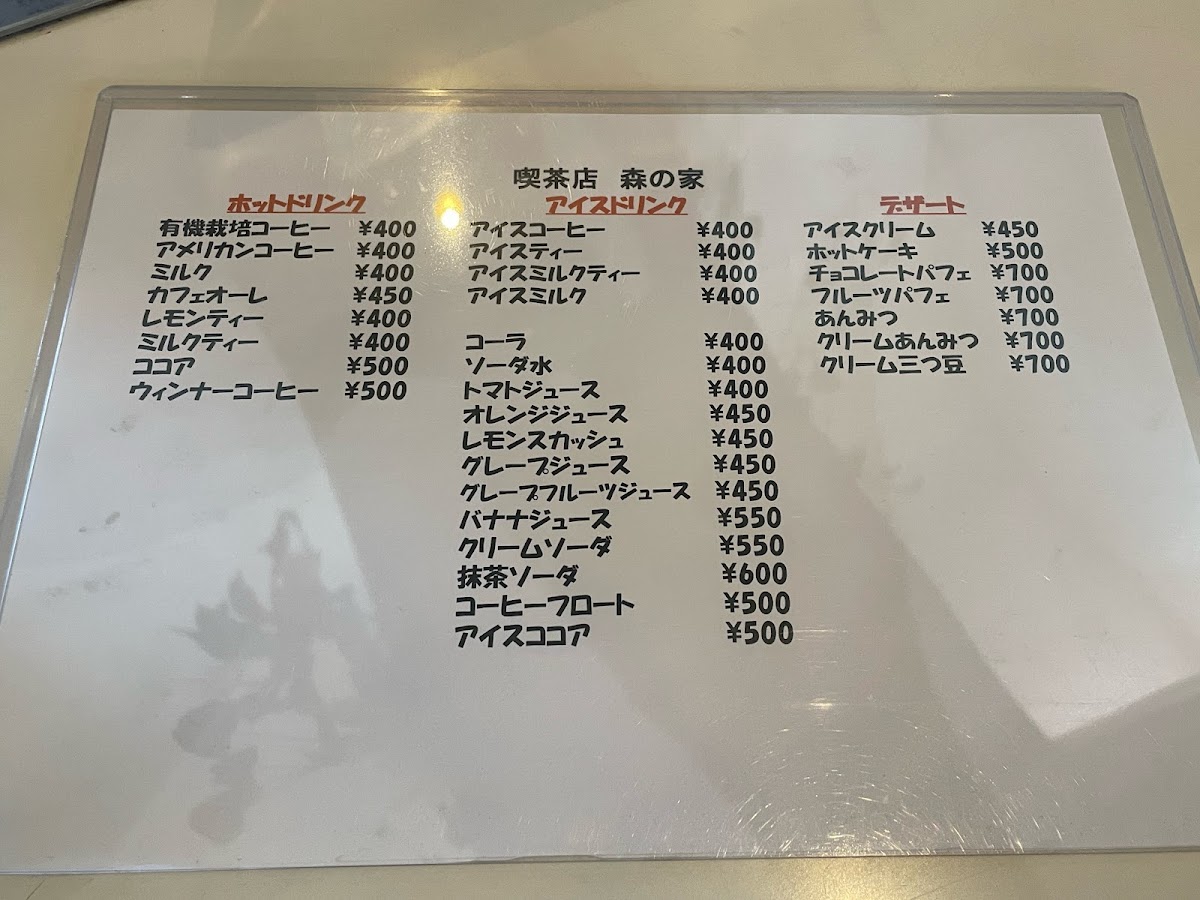 喫茶店 森の家
ホットドリンク
有機栽培コーヒー ¥400
アメリカンコーヒー ¥400
ミルク ¥400
カフェオーレ ¥450
レモンティー ¥400
ミルクティー ¥400
ココア ¥500
ウィンナーコーヒー ¥500
アイスドリンク
アイスコーヒー ¥400
アイスティー ¥400
アイスミルクティー ¥400
アイスミルク ¥400
コーラ ¥400
ソーダ水 ¥400
トマトジュース ¥400
オレンジジュース ¥450
レモンスカッシュ ¥450
グレープジュース ¥450
グレープフルーツジュース ¥450
バナナジュース ¥550
クリームソーダ ¥550
抹茶ソーダ ¥600
コーヒーフロート ¥500
アイスココア ¥500
デザート
アイスクリーム ¥450
ホットケーキ ¥500
チョコレートパフェ ¥700
フルーツパフェ ¥700
あんみつ ¥700
クリームあんみつ ¥700
クリーム三つ豆 ¥700